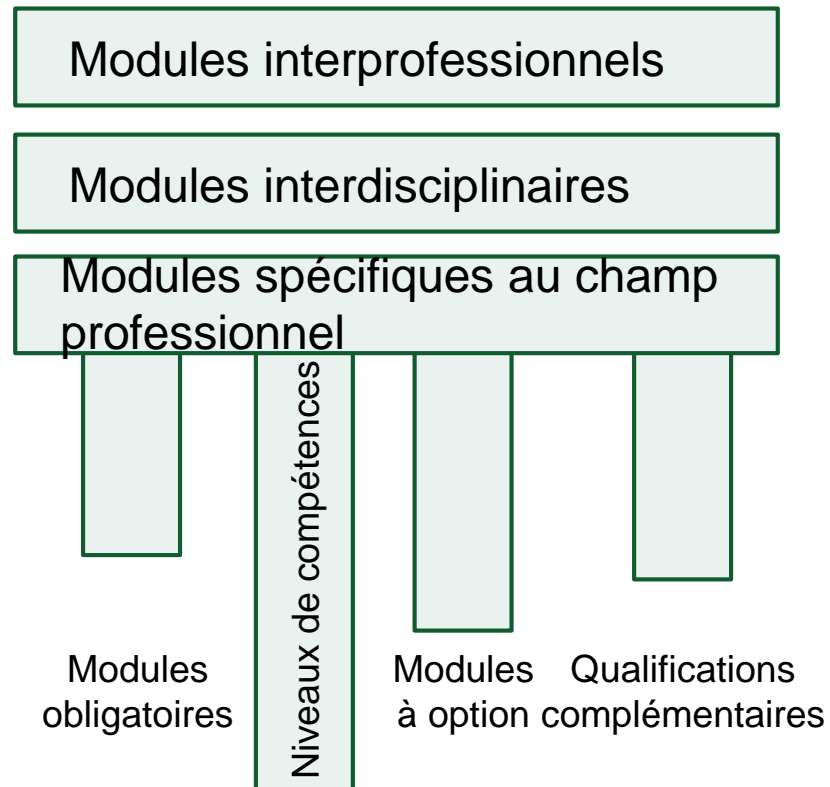 Modules interprofessionnels
Modules interdisciplinaires
Modules spécifiques au champ
professionnel
Niveaux de compétences
Modules
obligatoires
Modules
à option
Qualifications
complémentaires